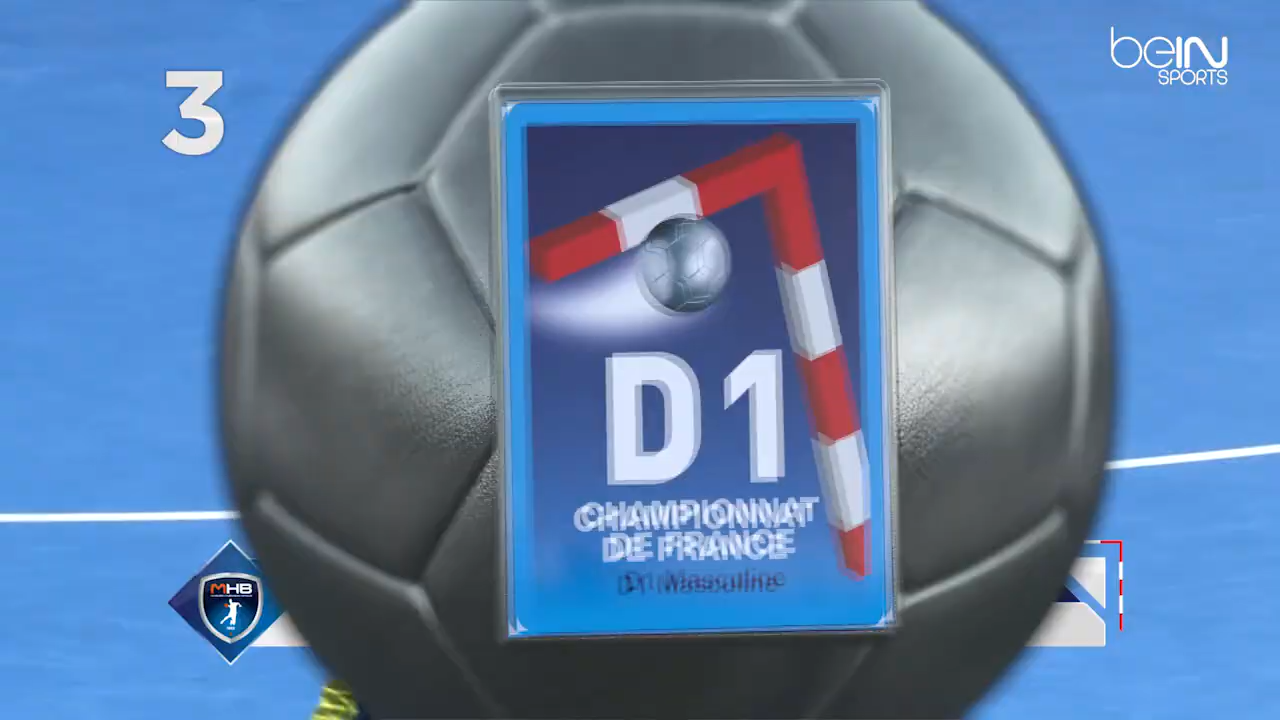 3
beIN
SPORTS
D1
CHAMPIONNAT
DE FRANCE
D1 Masculine
MHB